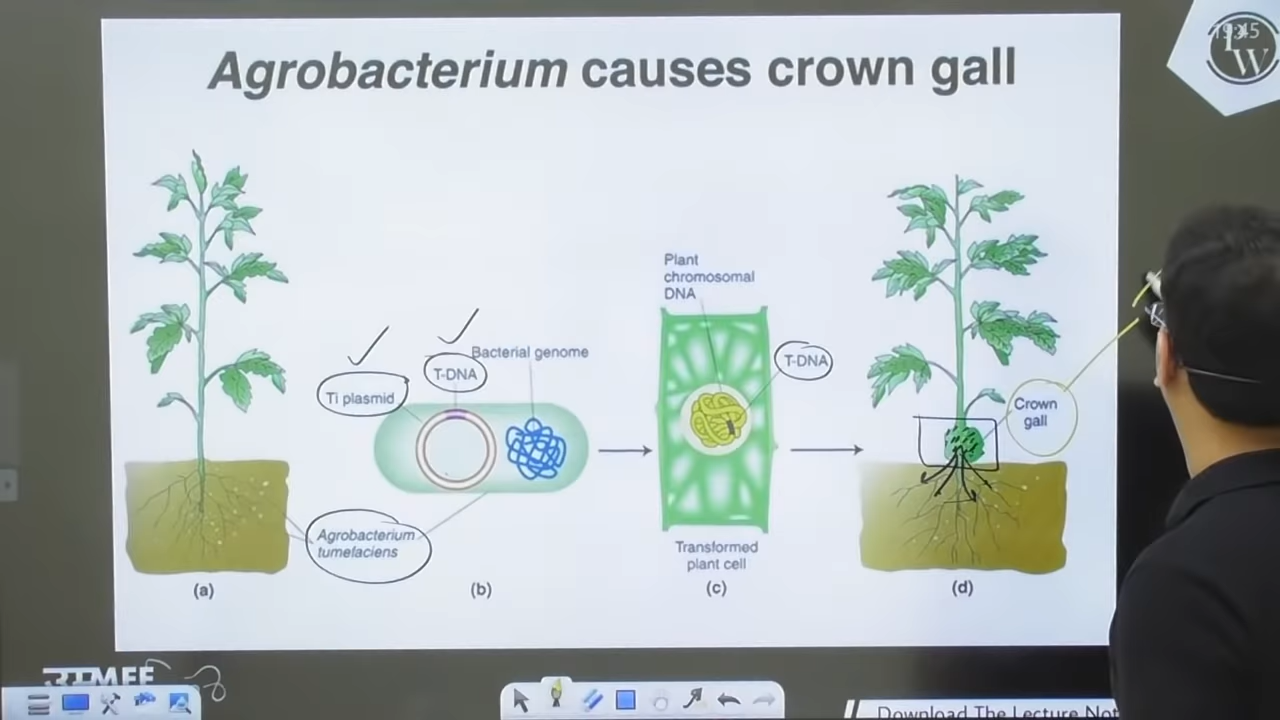 Agrobacterium causes crown gall
Plant
chromosomal
DNA
Bacterial genome
T-DNA
Ti plasmid
T-DNA
Crown
gall
Agrobacterium
tumefaciens
Transformed
plant cell
(a)
(b)
(c)
(d)
Download The Lecture Not